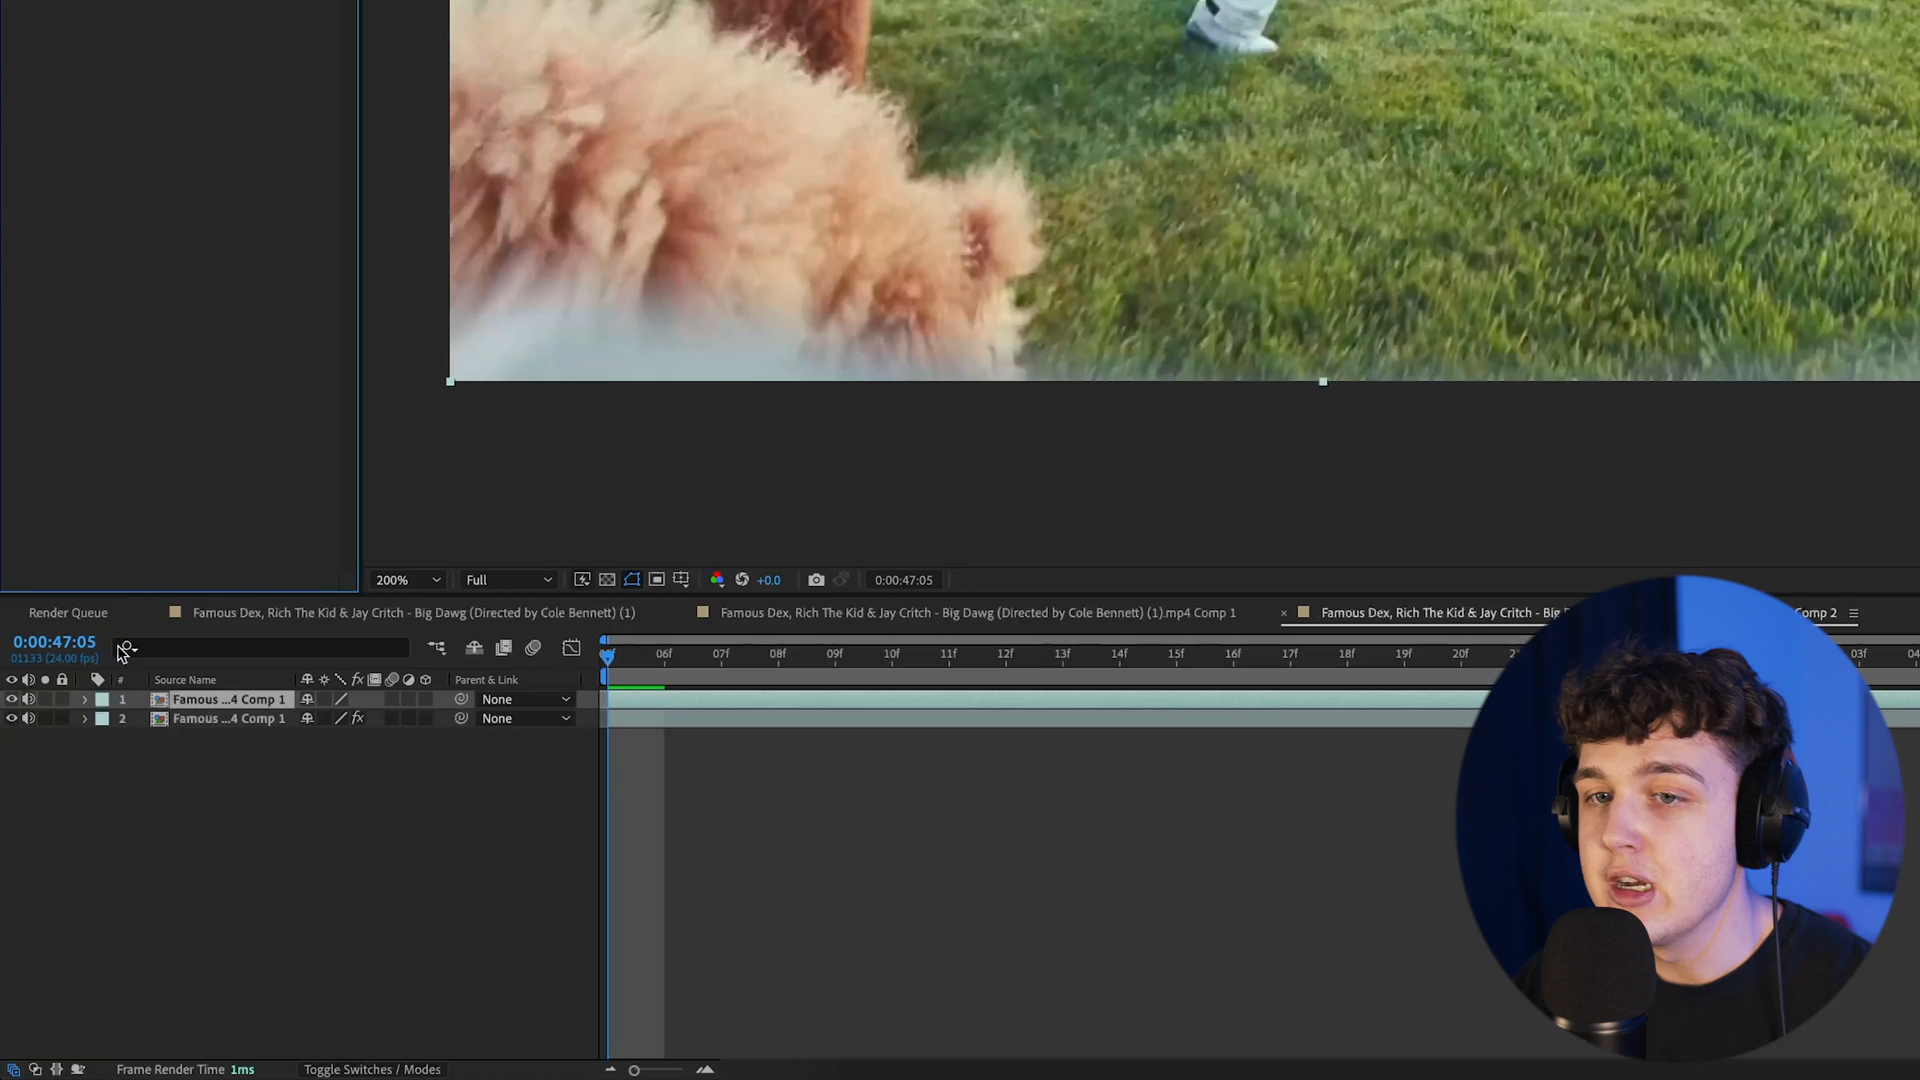 200% Full +0.0 0:00:47:05
Render Queue Famous Dex, Rich The Kid & Jay Critch - Big Dawg (Directed by Cole Bennett) (1) Famous Dex, Rich The Kid & Jay Critch - Big Dawg (Directed by Cole Bennett) (1).mp4 Comp 1 × Famous Dex, Rich The Kid & Jay Critch - Big Comp 2
0:00:47:05
01133 (24.00 fps)
06f 07f 08f 09f 10f 11f 12f 13f 14f 15f 16f 17f 18f 19f 20f 03f
# Source Name fx Parent & Link
1 Famous ...4 Comp 1 None
2 Famous ...4 Comp 1 fx None
Frame Render Time 1ms Toggle Switches / Modes